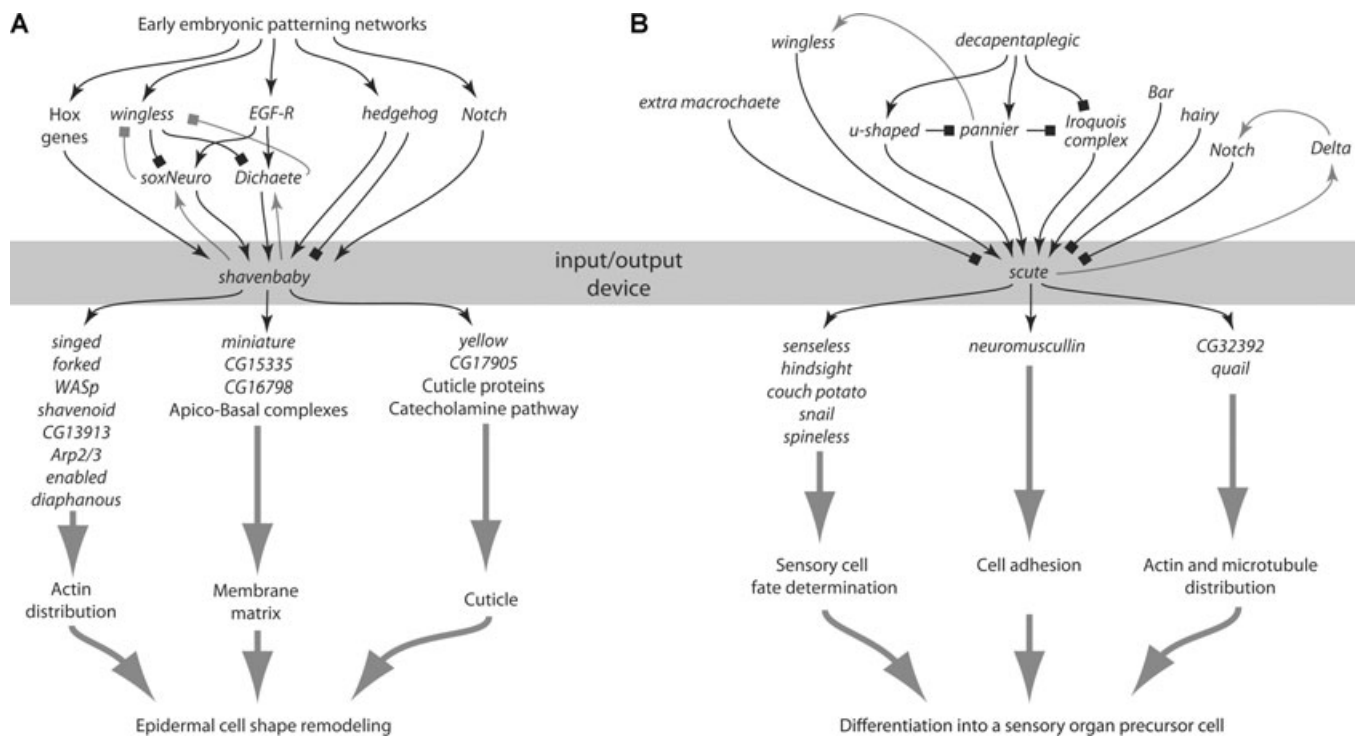 A
Early embryonic patterning networks
Hox
genes
wingless
EGF-R
hedgehog
Notch
soxNeuro
Dichaete
shavenbaby
singed
forked
WASp
shavenoid
CG13913
Arp2/3
enabled
diaphanous
miniature
CG15335
CG16798
Apico-Basal complexes
yellow
CG17905
Cuticle proteins
Catecholamine pathway
Actin
distribution
Membrane
matrix
Cuticle
Epidermal cell shape remodeling
input/output
device
B
wingless
decapentaplegic
extra macrochaete
u-shaped
pannier
Iroquois
complex
Bar
hairy
Notch
Delta
scute
senseless
hindsight
couch potato
snail
spineless
neuromuscullin
CG32392
quail
Sensory cell
fate determination
Cell adhesion
Actin and microtubule
distribution
Differentiation into a sensory organ precursor cell